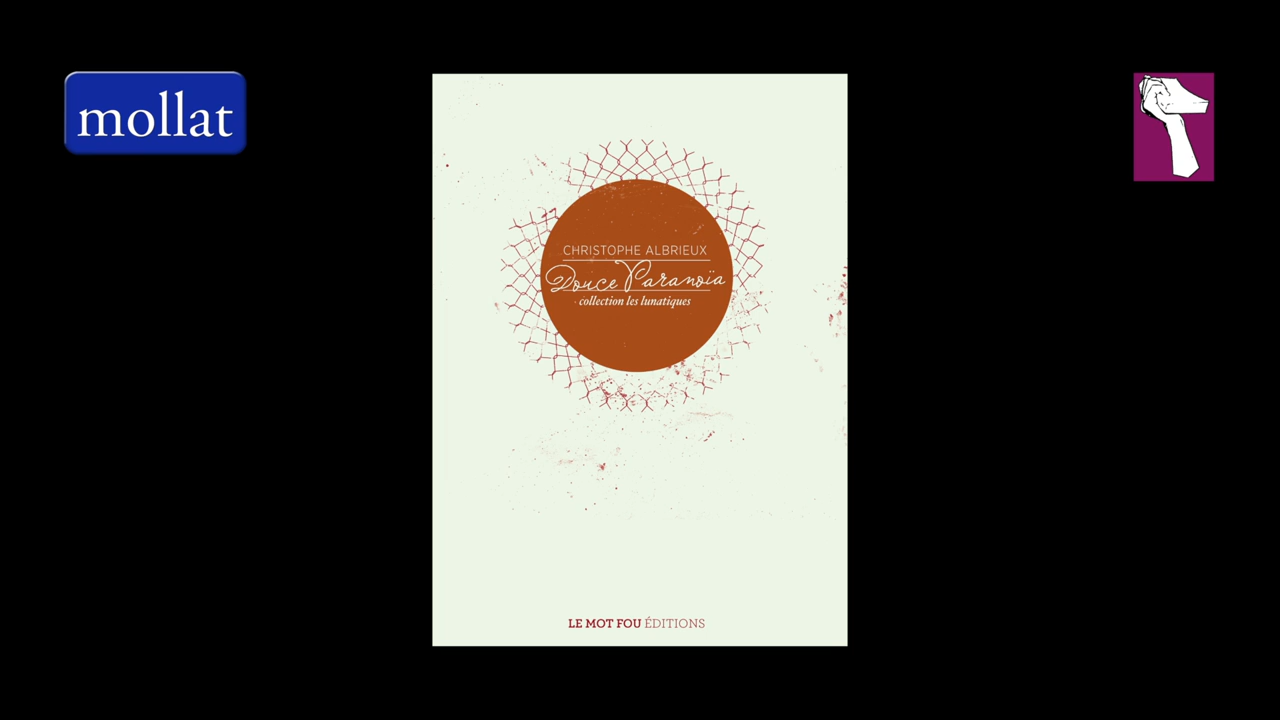 mollat
CHRISTOPHE ALBRIEUX
Douce Paranoïa
collection les lunatiques
LE MOT FOU ÉDITIONS